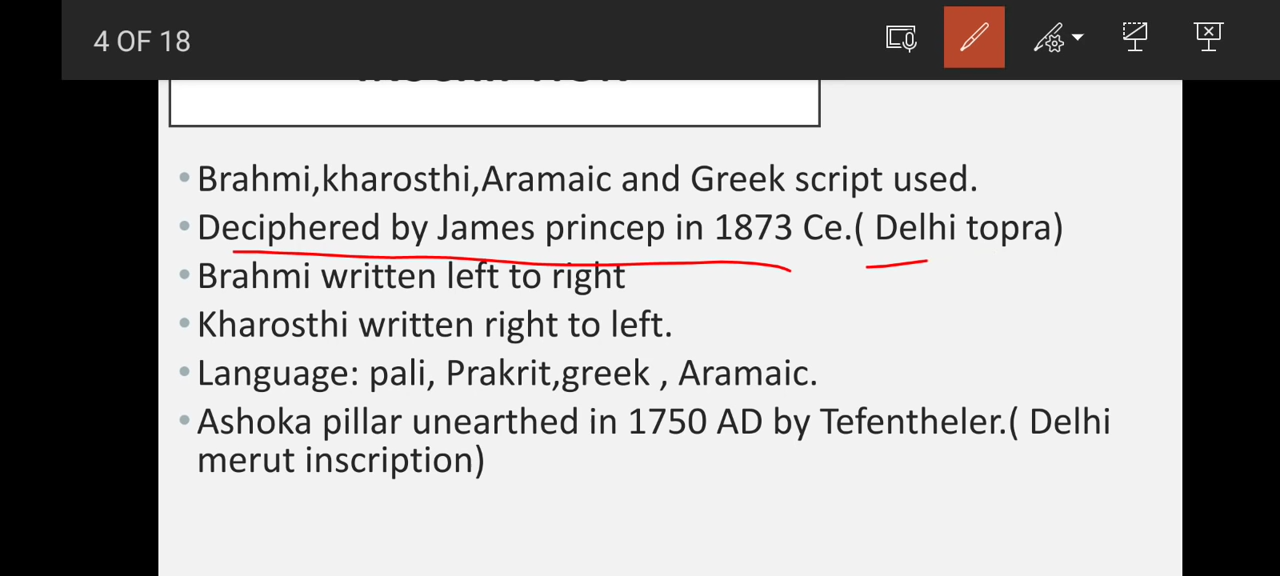 4 OF 18
• Brahmi,kharosthi,Aramaic and Greek script used.
• Deciphered by James princep in 1873 Ce.( Delhi topra)
• Brahmi written left to right
• Kharosthi written right to left.
• Language: pali, Prakrit,greek , Aramaic.
• Ashoka pillar unearthed in 1750 AD by Tefentheler.( Delhi
merut inscription)